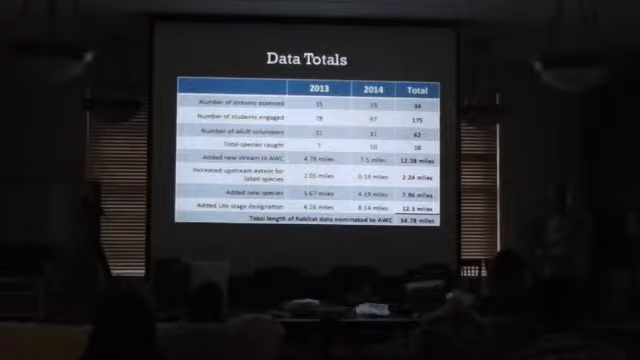 Data Totals
2013 2014 Total
Number of streams assessed 15 19 34
Number of students engaged 78 97 175
Number of adult volunteers 31 31 62
Total species caught 7 10 10
Added new stream to AWC 4.78 miles 7.5 miles 12.28 miles
Increased upstream extent for
listed species 2.05 miles 0.19 miles 2.24 miles
Added new species 3.67 miles 4.29 miles 7.96 miles
Added Life stage designation 4.16 miles 8.14 miles 12.3 miles
Total length of habitat data nominated to AWC 34.78 miles